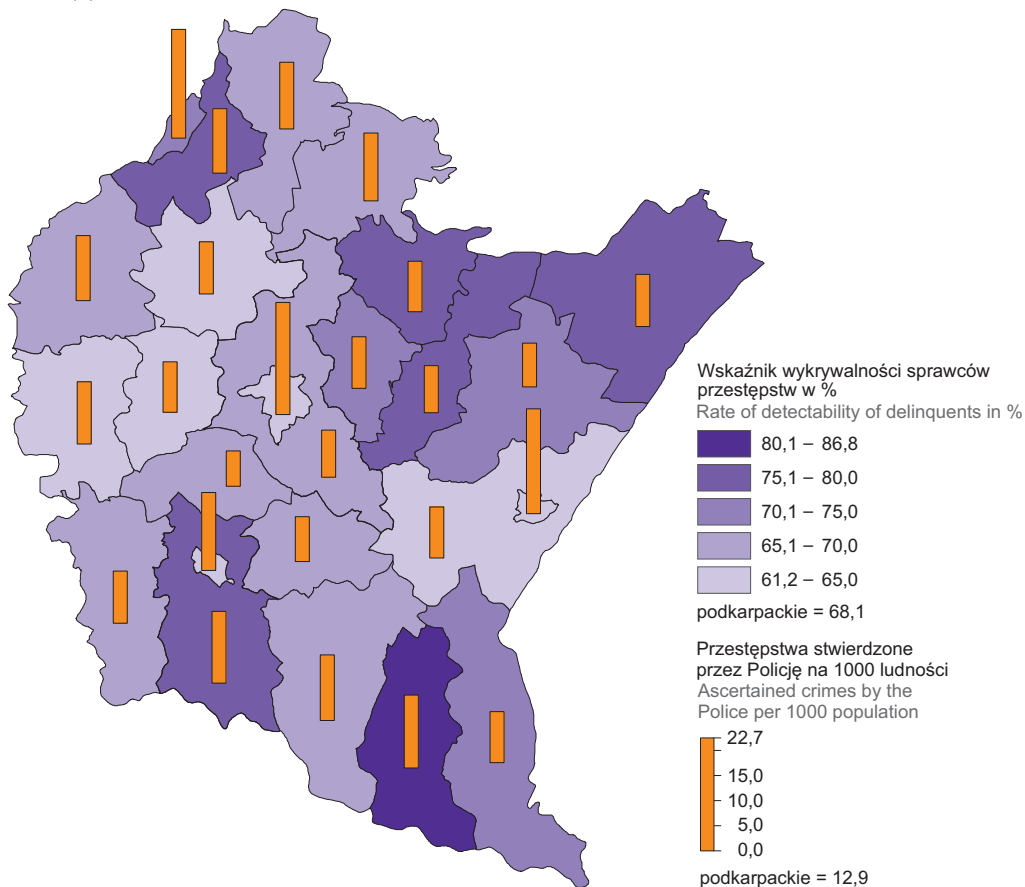 Wskaźnik wykrywalności sprawców
przestępstw w %
Rate of detectability of delinquents in %
80,1 – 86,8
75,1 – 80,0
70,1 – 75,0
65,1 – 70,0
61,2 – 65,0
podkarpackie = 68,1
Przestępstwa stwierdzone
przez Policję na 1000 ludności
Ascertained crimes by the
Police per 1000 population
22,7
15,0
10,0
5,0
0,0
podkarpackie = 12,9